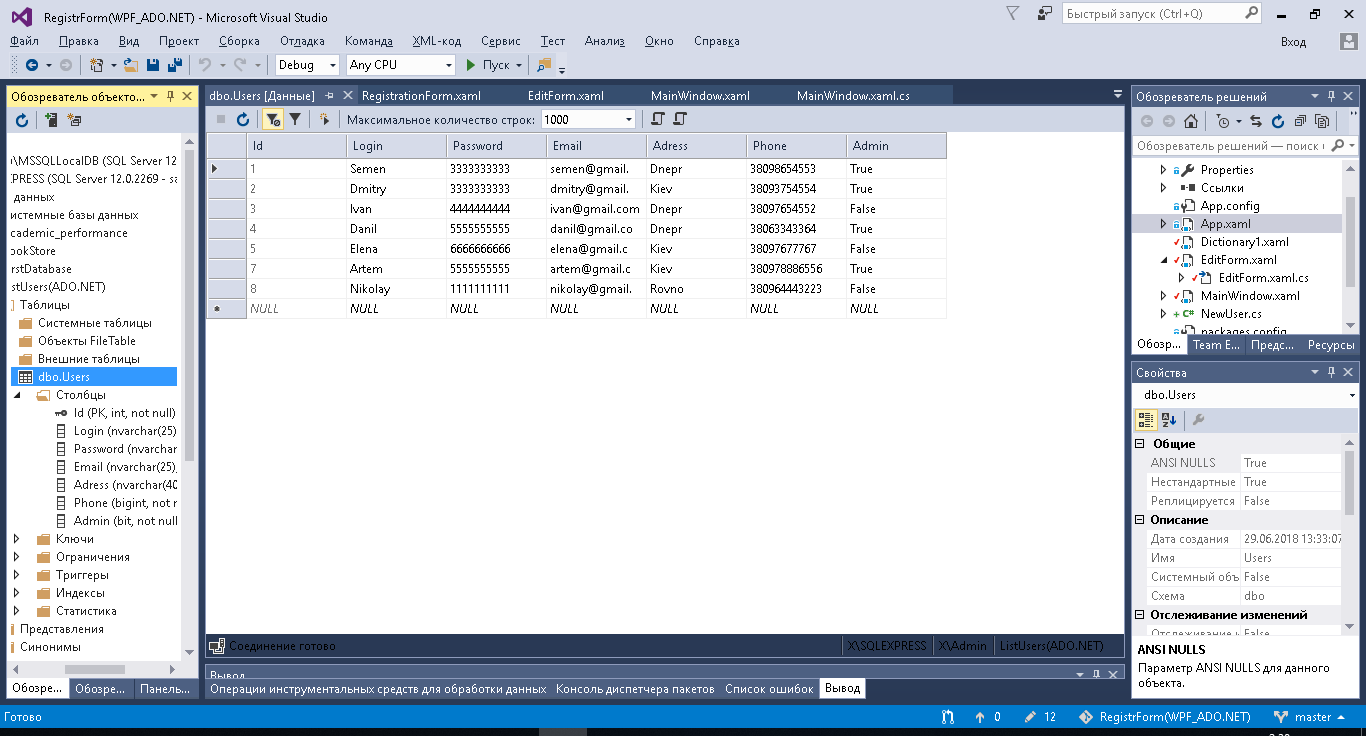 RegistrForm(WPF_ADO.NET) - Microsoft Visual Studio
Быстрый запуск (Ctrl+Q)
Файл Правка Вид Проект Сборка Отладка Команда XML-код Сервис Тест Анализ Окно Справка
Вход
Debug Any CPU Пуск
Обозреватель объекто...
\MSSQLLocalDB (SQL Server 12
PRESS (SQL Server 12.0.2269 - sa
данных
истемные базы данных
cademic_performance
ookStore
rstDatabase
stUsers(ADO.NET)
Таблицы
Системные таблицы
Объекты FileTable
Внешние таблицы
dbo.Users
Столбцы
Id (PK, int, not null)
Login (nvarchar(25)
Password (nvarchar
Email (nvarchar(25)
Adress (nvarchar(40
Phone (bigint, not r
Admin (bit, not null
Ключи
Ограничения
Триггеры
Индексы
Статистика
Представления
Синонимы
Обозре... Обозре... Панель...
dbo.Users [Данные] RegistrationForm.xaml EditForm.xaml MainWindow.xaml MainWindow.xaml.cs
Максимальное количество строк: 1000
Id Login Password Email Adress Phone Admin
1 Semen 3333333333 semen@gmail. Dnepr 38098654553 True
2 Dmitry 3333333333 dmitry@gmail. Kiev 38093754554 True
3 Ivan 4444444444 ivan@gmail.com Dnepr 38097654552 False
4 Danil 5555555555 danil@gmail.co Dnepr 38063343364 True
5 Elena 6666666666 elena@gmail.c Kiev 38097677767 False
7 Artem 5555555555 artem@gmail.c Kiev 380978886556 True
8 Nikolay 1111111111 nikolay@gmail. Rovno 380964443223 False
NULL NULL NULL NULL NULL NULL NULL
Соединение готово X\SQLEXPRESS X\Admin ListUsers(ADO.NET)
Вывод
Операции инструментальных средств для обработки данных Консоль диспетчера пакетов Список ошибок Вывод
Обозреватель решений
Обозреватель решений — поиск (
Properties
Ссылки
App.config
App.xaml
Dictionary1.xaml
EditForm.xaml
EditForm.xaml.cs
MainWindow.xaml
NewUser.cs
packages.config
Обозр... Team E... Предс... Ресурсы
Свойства
dbo.Users
Общие
ANSI NULLS True
Нестандартные True
Реплицируется False
Описание
Дата создания 29.06.2018 13:33:07
Имя Users
Системный объ False
Схема dbo
Отслеживание изменений
Отслеживание False
ANSI NULLS
Параметр ANSI NULLS для данного
объекта.
Готово 0 12 RegistrForm(WPF_ADO.NET) master